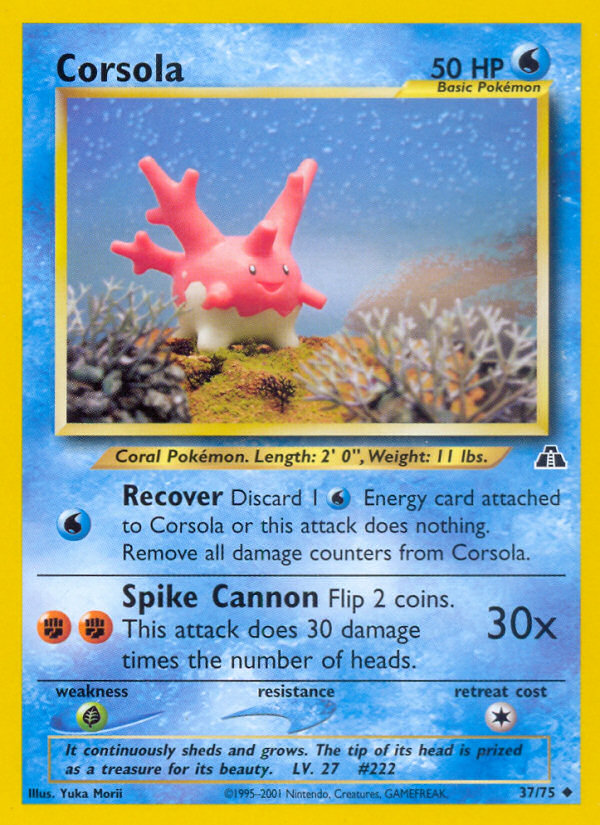 Corsola
50 HP
Basic Pokémon
Coral Pokémon. Length: 2' 0", Weight: 11 lbs.
Recover Discard 1 Energy card attached
to Corsola or this attack does nothing.
Remove all damage counters from Corsola.
Spike Cannon Flip 2 coins.
This attack does 30 damage
times the number of heads.
30x
weakness
resistance
retreat cost
It continuously sheds and grows. The tip of its head is prized
as a treasure for its beauty. LV. 27 #222
Illus. Yuka Morii
©1995-2001 Nintendo, Creatures, GAMEFREAK.
37/75